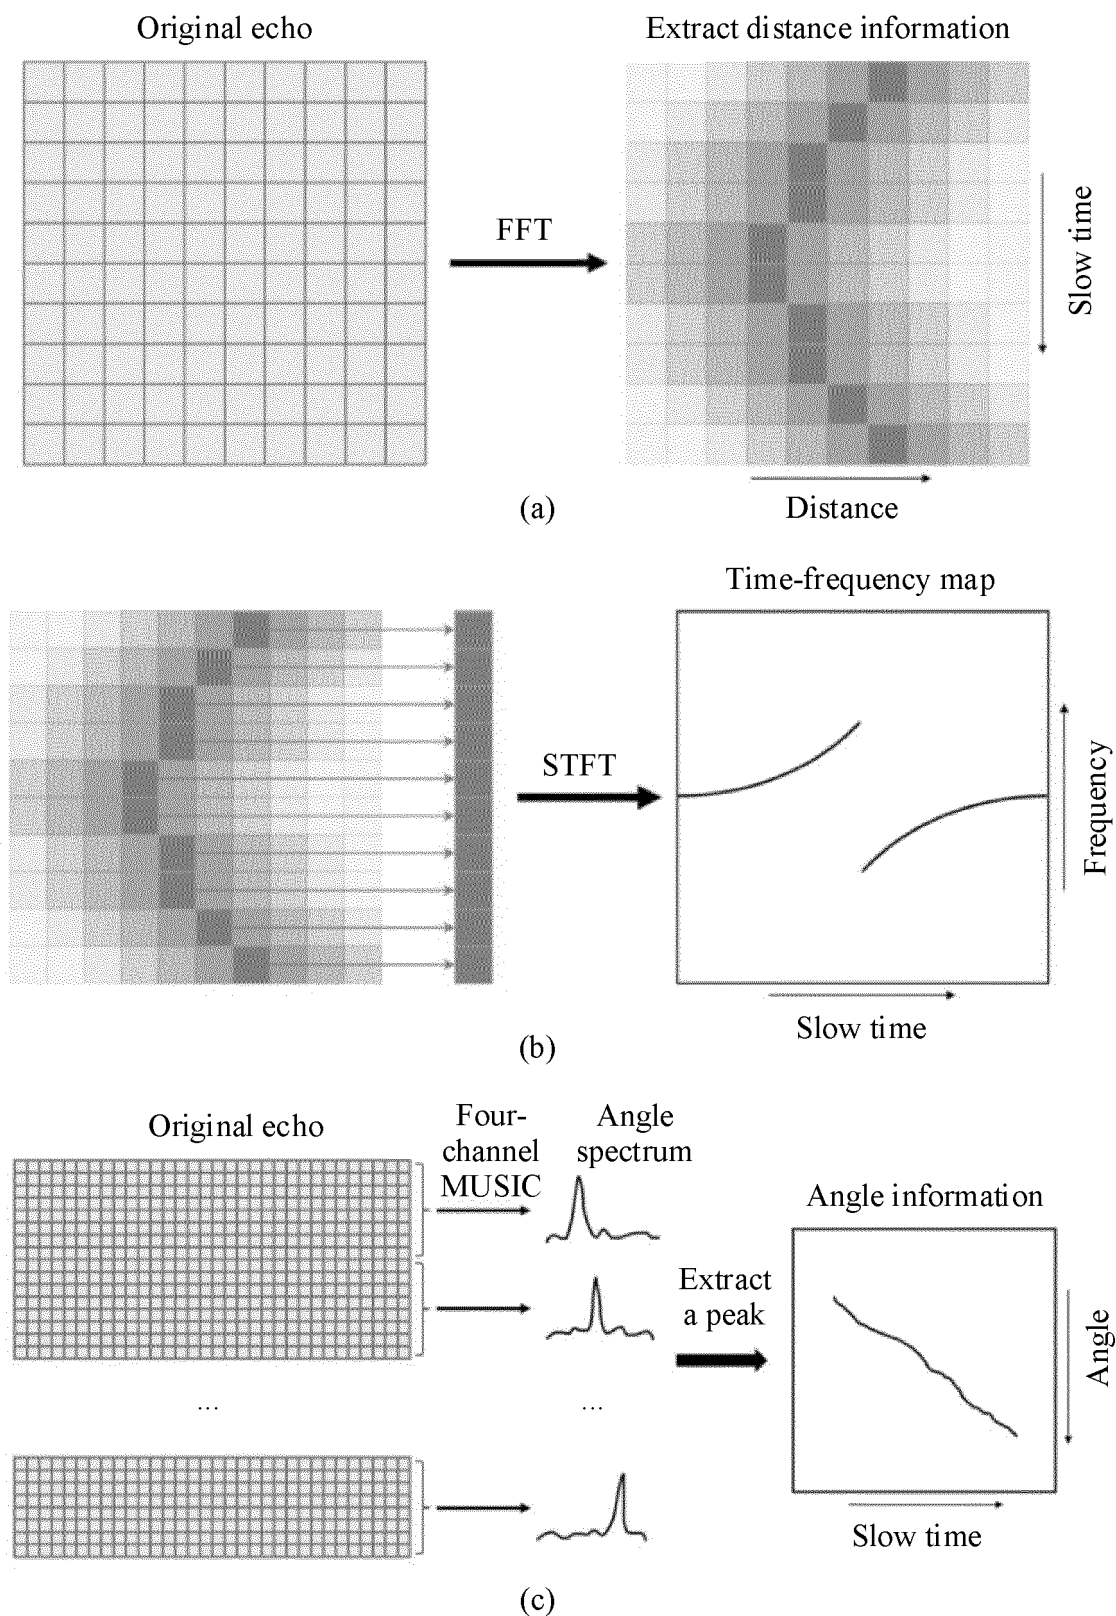 Original echo
Extract distance information
FFT
Slow time
Distance
(a)
Time-frequency map
STFT
Frequency
Slow time
(b)
Original echo
Four-
channel
MUSIC
Angle
spectrum
Angle information
Extract
a peak
Angle
...
...
Slow time
(c)